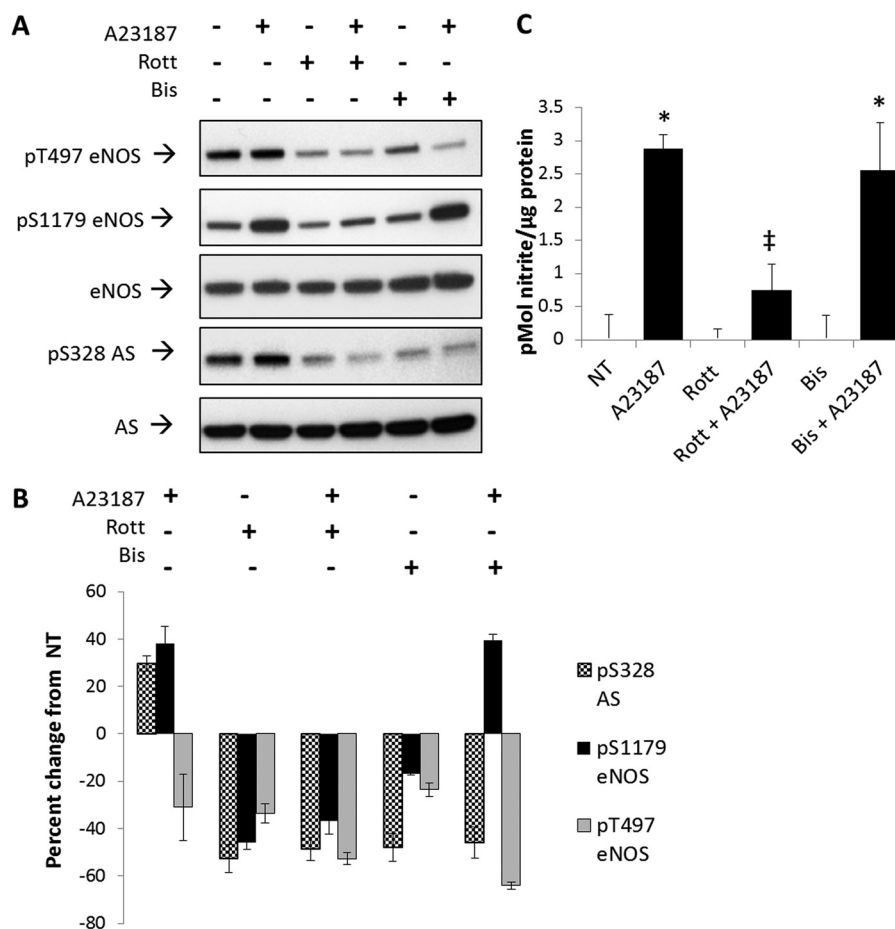 A
A23187 - + - + - +
Rott - - + + - -
Bis - - - - + +
pT497 eNOS →
pS1179 eNOS →
eNOS →
pS328 AS →
AS →
C
pMol nitrite/µg protein
3.5
3
2.5
2
1.5
1
0.5
0
* ‡ *
NT
A23187
Rott
Rott + A23187
Bis
Bis + A23187
B
A23187 + - + - +
Rott - + + - -
Bis - - - + +
Percent change from NT
60
40
20
0
-20
-40
-60
-80
pS328
AS
pS1179
eNOS
pT497
eNOS